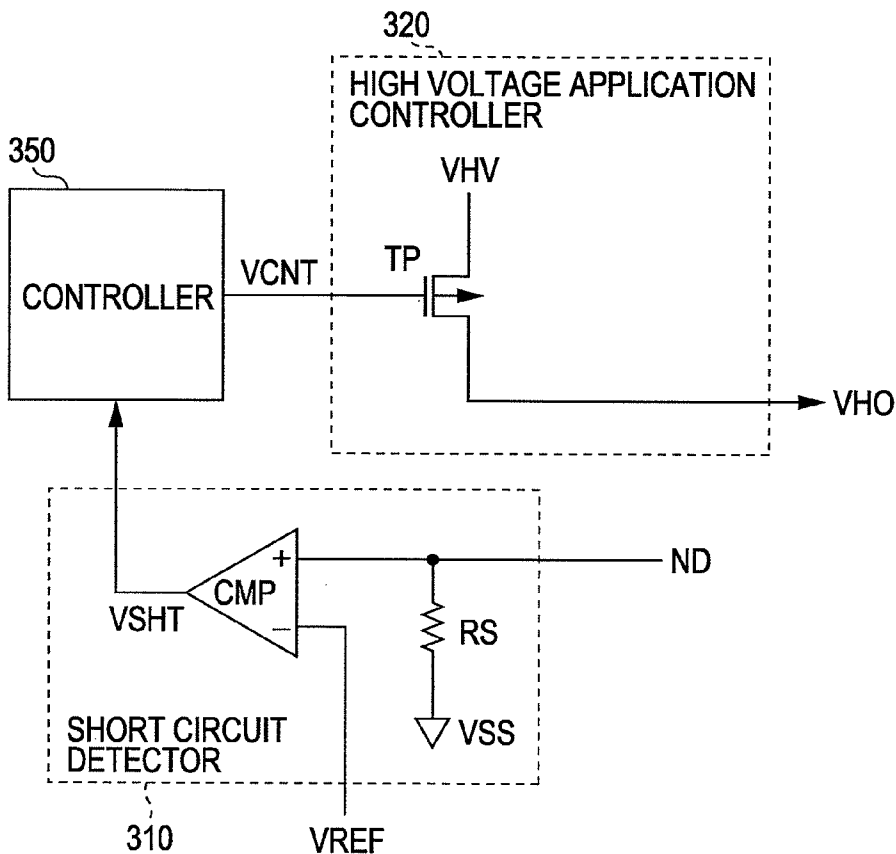 320
HIGH VOLTAGE APPLICATION
CONTROLLER
350
VHV
TP
CONTROLLER
VCNT
VHO
+
ND
CMP
VSHT
−
RS
SHORT CIRCUIT
DETECTOR
VSS
310
VREF